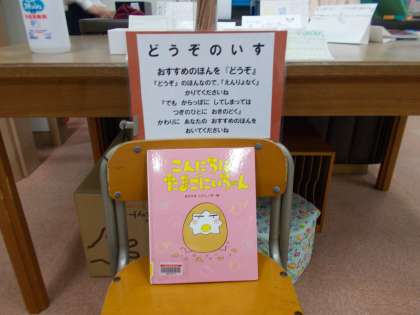 どうぞのいす
おすすめのほんを『どうぞ』
『どうぞ』のほんなので、「えんりょなく」
かりてくださいね
「でも からっぽに してしまっては
つぎのひとに おきのどく」
かわりに あなたの おすすめのほんを
おいてくださいね
こんにちは
たまごにいちゃん